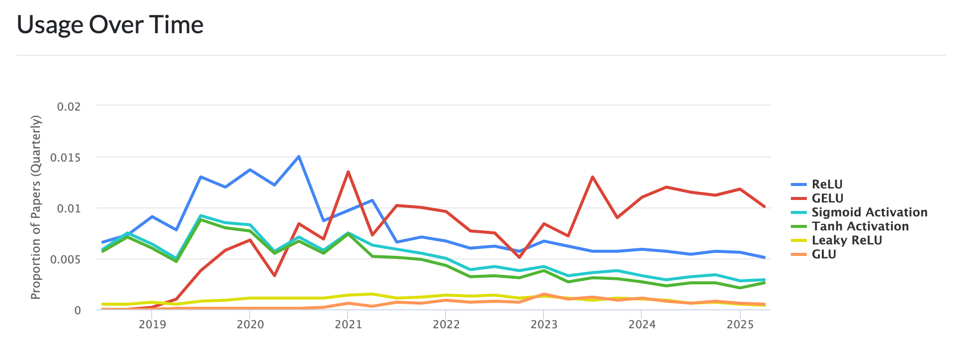 Usage Over Time
Proportion of Papers (Quarterly)
0.02
0.015
0.01
0.005
0
2019 2020 2021 2022 2023 2024 2025
ReLU
GELU
Sigmoid Activation
Tanh Activation
Leaky ReLU
GLU